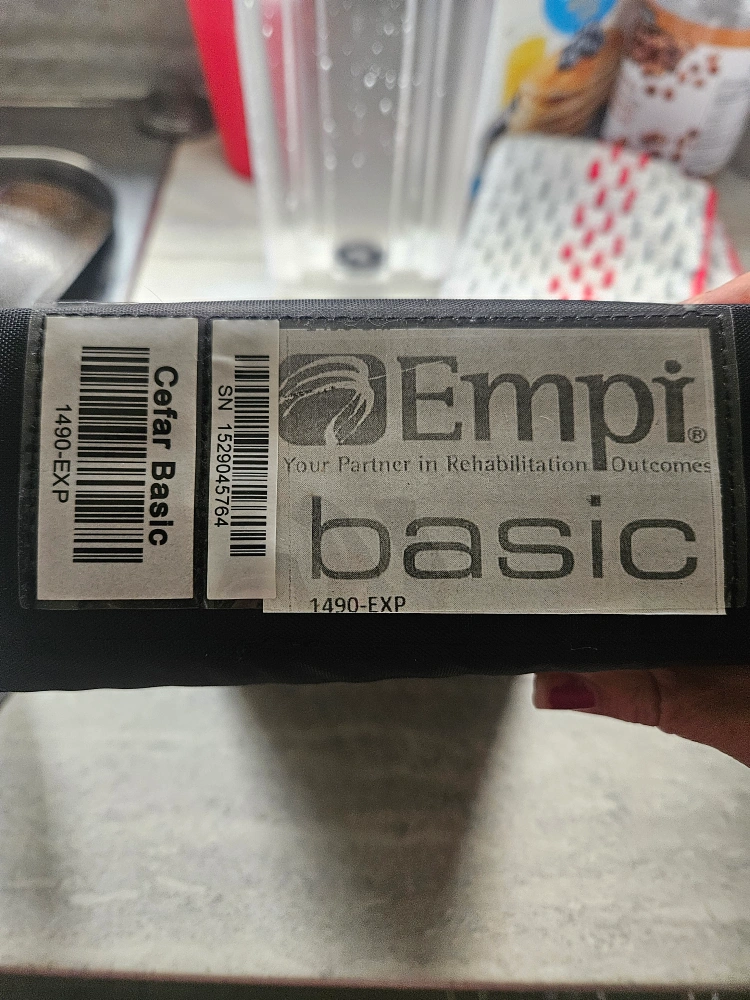 Cefar Basic
1490-EXP
SN 1529045764
Empi®
Your Partner in Rehabilitation Outcomes
basic
1490-EXP